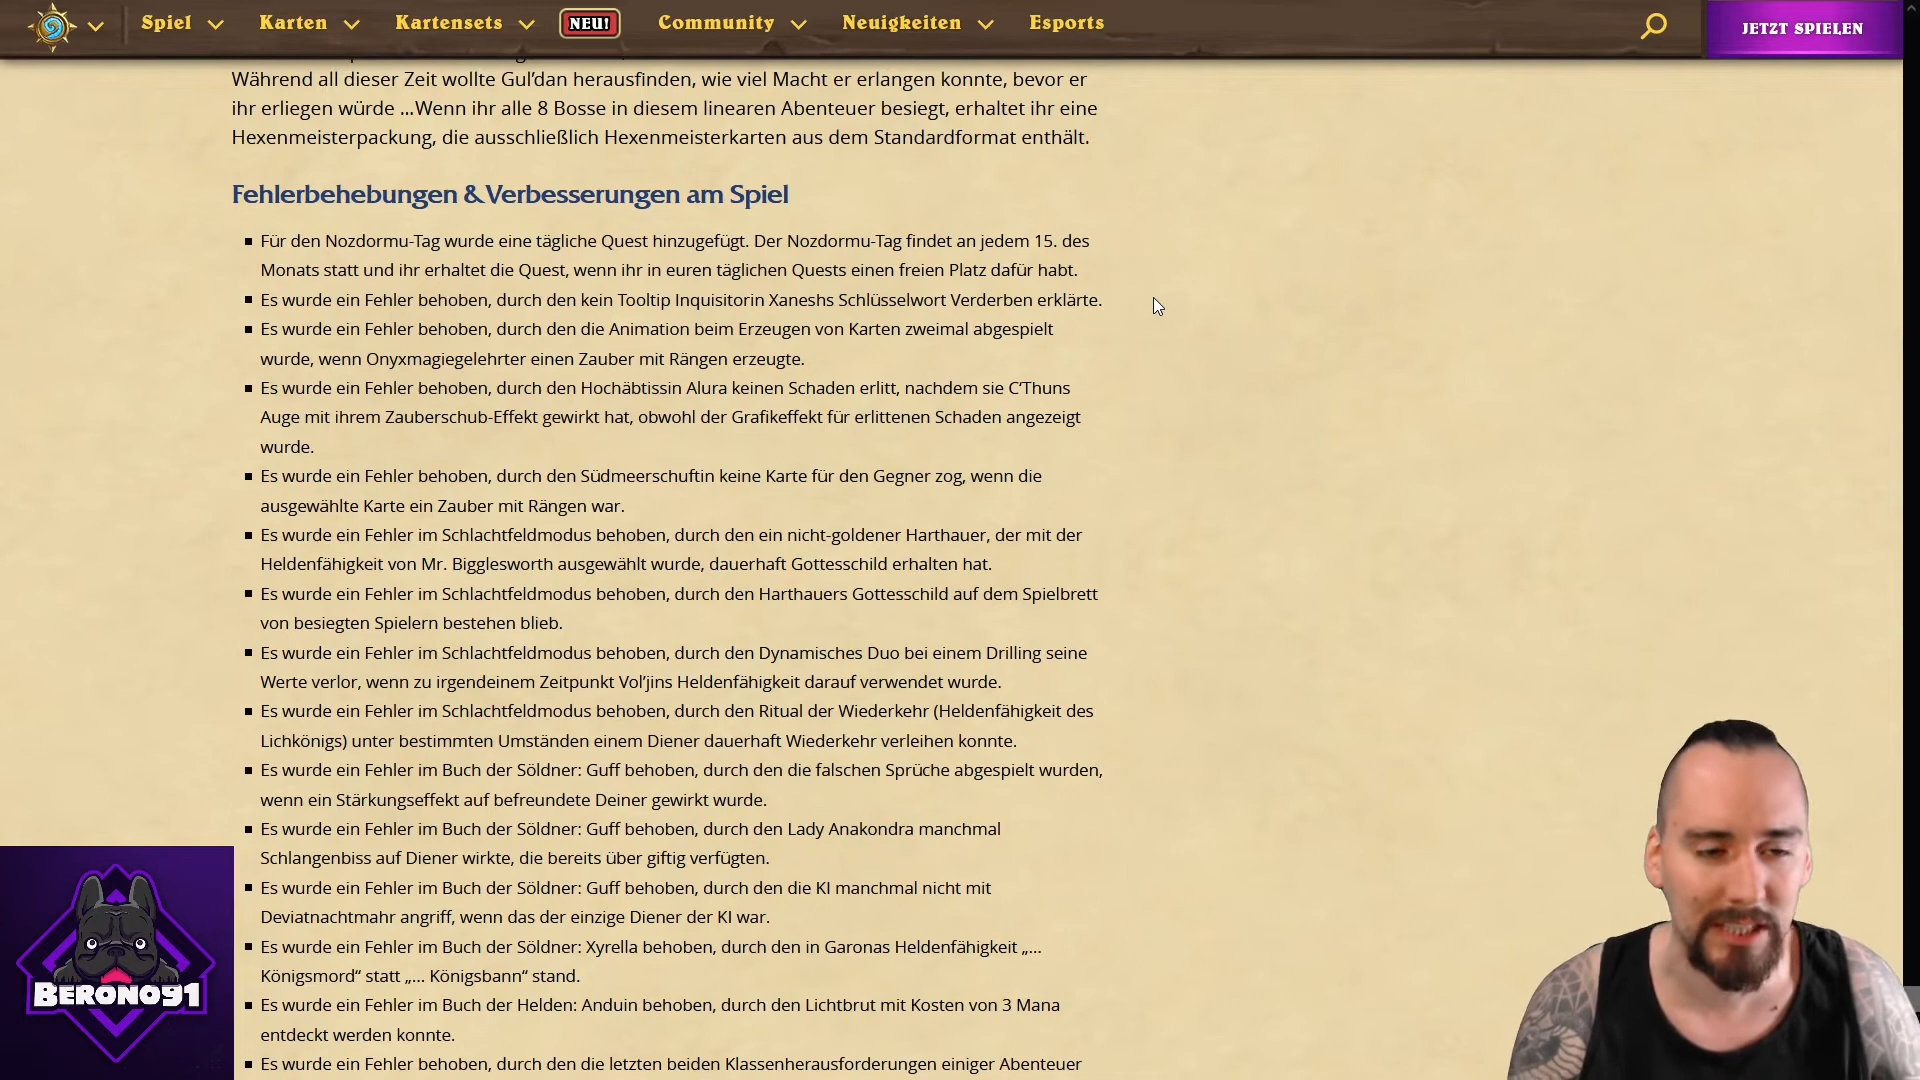 Spiel
Karten
Kartensets
NEU!
Community
Neuigkeiten
Esports
JETZT SPIELEN
Während all dieser Zeit wollte Gul’dan herausfinden, wie viel Macht er erlangen konnte, bevor er
ihr erliegen würde …Wenn ihr alle 8 Bosse in diesem linearen Abenteuer besiegt, erhaltet ihr eine
Hexenmeisterpackung, die ausschließlich Hexenmeisterkarten aus dem Standardformat enthält.
Fehlerbehebungen & Verbesserungen am Spiel
Für den Nozdormu-Tag wurde eine tägliche Quest hinzugefügt. Der Nozdormu-Tag findet an jedem 15. des
Monats statt und ihr erhaltet die Quest, wenn ihr in euren täglichen Quests einen freien Platz dafür habt.
Es wurde ein Fehler behoben, durch den kein Tooltip Inquisitorin Xaneshs Schlüsselwort Verderben erklärte.
Es wurde ein Fehler behoben, durch den die Animation beim Erzeugen von Karten zweimal abgespielt
wurde, wenn Onyxmagiegelehrter einen Zauber mit Rängen erzeugte.
Es wurde ein Fehler behoben, durch den Hochäbtissin Alura keinen Schaden erlitt, nachdem sie C’Thuns
Auge mit ihrem Zauberschub-Effekt gewirkt hat, obwohl der Grafikeffekt für erlittenen Schaden angezeigt
wurde.
Es wurde ein Fehler behoben, durch den Südmeerschuftin keine Karte für den Gegner zog, wenn die
ausgewählte Karte ein Zauber mit Rängen war.
Es wurde ein Fehler im Schlachtfeldmodus behoben, durch den ein nicht-goldener Harthauer, der mit der
Heldenfähigkeit von Mr. Bigglesworth ausgewählt wurde, dauerhaft Gottesschild erhalten hat.
Es wurde ein Fehler im Schlachtfeldmodus behoben, durch den Harthauers Gottesschild auf dem Spielbrett
von besiegten Spielern bestehen blieb.
Es wurde ein Fehler im Schlachtfeldmodus behoben, durch den Dynamisches Duo bei einem Drilling seine
Werte verlor, wenn zu irgendeinem Zeitpunkt Vol’jins Heldenfähigkeit darauf verwendet wurde.
Es wurde ein Fehler im Schlachtfeldmodus behoben, durch den Ritual der Wiederkehr (Heldenfähigkeit des
Lichkönigs) unter bestimmten Umständen einem Diener dauerhaft Wiederkehr verleihen konnte.
Es wurde ein Fehler im Buch der Söldner: Guff behoben, durch den die falschen Sprüche abgespielt wurden,
wenn ein Stärkungseffekt auf befreundete Deiner gewirkt wurde.
Es wurde ein Fehler im Buch der Söldner: Guff behoben, durch den Lady Anakondra manchmal
Schlangenbiss auf Diener wirkte, die bereits über giftig verfügten.
Es wurde ein Fehler im Buch der Söldner: Guff behoben, durch den die KI manchmal nicht mit
Deviatnachtmahr angriff, wenn das der einzige Diener der KI war.
Es wurde ein Fehler im Buch der Söldner: Xyrella behoben, durch den in Garonas Heldenfähigkeit „…
Königsmord“ statt „… Königsbann“ stand.
Es wurde ein Fehler im Buch der Helden: Anduin behoben, durch den Lichtbrut mit Kosten von 3 Mana
entdeckt werden konnte.
Es wurde ein Fehler behoben, durch den die letzten beiden Klassenherausforderungen einiger Abenteuer
BERONO91